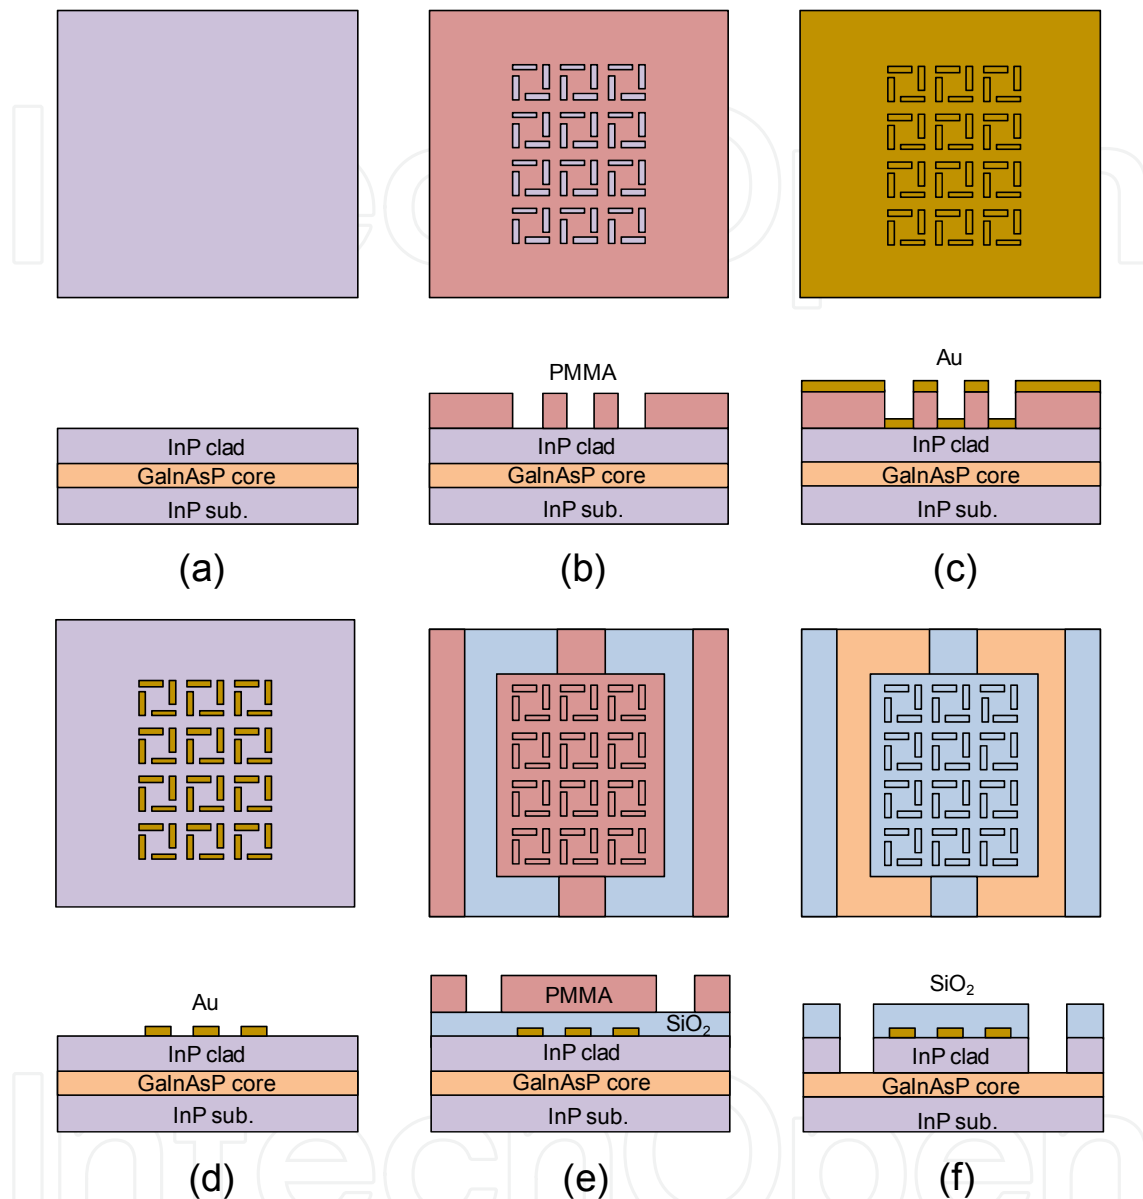 PMMA
Au
InP clad
GaInAsP core
InP sub.
InP clad
GaInAsP core
InP sub.
InP clad
GaInAsP core
InP sub.
(a)
(b)
(c)
Au
InP clad
GaInAsP core
InP sub.
PMMA
SiO₂
InP clad
GaInAsP core
InP sub.
SiO₂
InP clad
GaInAsP core
InP sub.
(d)
(e)
(f)
IntechOpen
IntechOpen